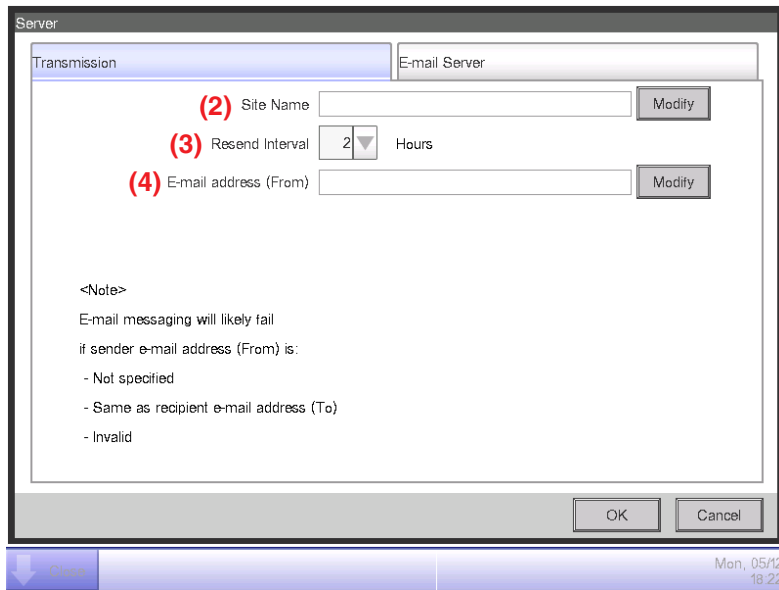 Server
Transmission
E-mail Server
(2) Site Name
Modify
(3) Resend Interval 2 Hours
(4) E-mail address (From)
Modify
<Note>
E-mail messaging will likely fail
if sender e-mail address (From) is:
- Not specified
- Same as recipient e-mail address (To)
- Invalid
OK
Cancel
Mon, 05/12
18:22